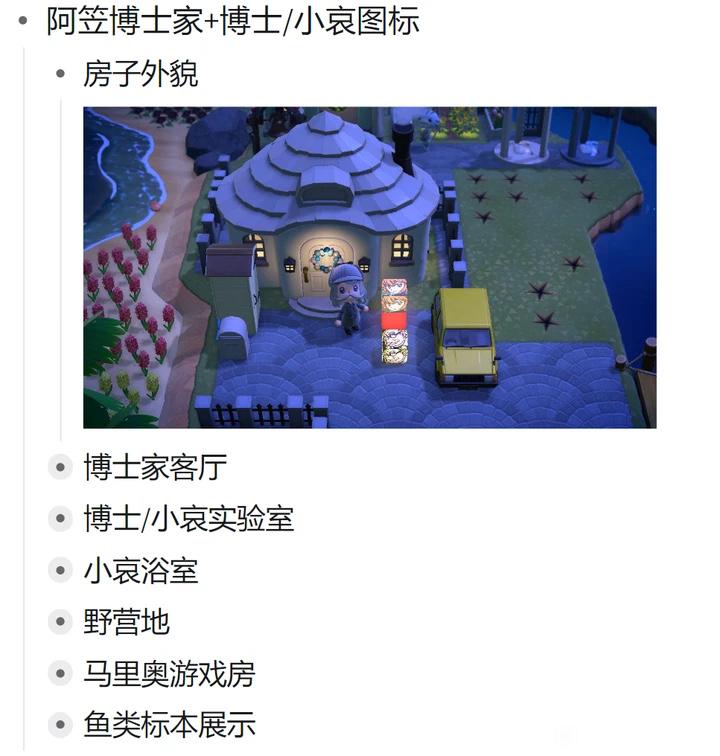 阿笠博士家+博士/小哀图标
房子外貌
博士家客厅
博士/小哀实验室
小哀浴室
野营地
马里奥游戏房
鱼类标本展示